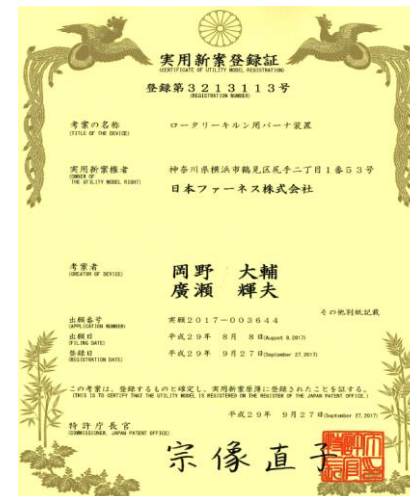 実用新案登録証
(CERTIFICATE OF UTILITY MODEL REGISTRATION)
登録第3213113号
(REGISTRATION NUMBER)
考案の名称
(TITLE OF THE DEVICE)
ロータリーキルン用バーナ装置
実用新案権者
(OWNER OF THE UTILITY MODEL RIGHT)
神奈川県横浜市鶴見区尻手二丁目1番53号
日本ファーネス株式会社
考案者
(CREATOR OF DEVICE)
岡野 大輔
廣瀬 輝夫
その他別紙記載
出願番号
(APPLICATION NUMBER)
実願2017-003644
出願日
(FILING DATE)
平成29年 8月 8日(August 8,2017)
登録日
(REGISTRATION DATE)
平成29年 9月27日(September 27,2017)
この考案は、登録するものと確定し、実用新案原簿に登録されたことを証する。
(THIS IS TO CERTIFY THAT THE UTILITY MODEL IS REGISTERED ON THE REGISTER OF THE JAPAN PATENT OFFICE.)
平成29年 9月27日(September 27,2017)
特許庁長官
(COMMISSIONER, JAPAN PATENT OFFICE)
宗像直子